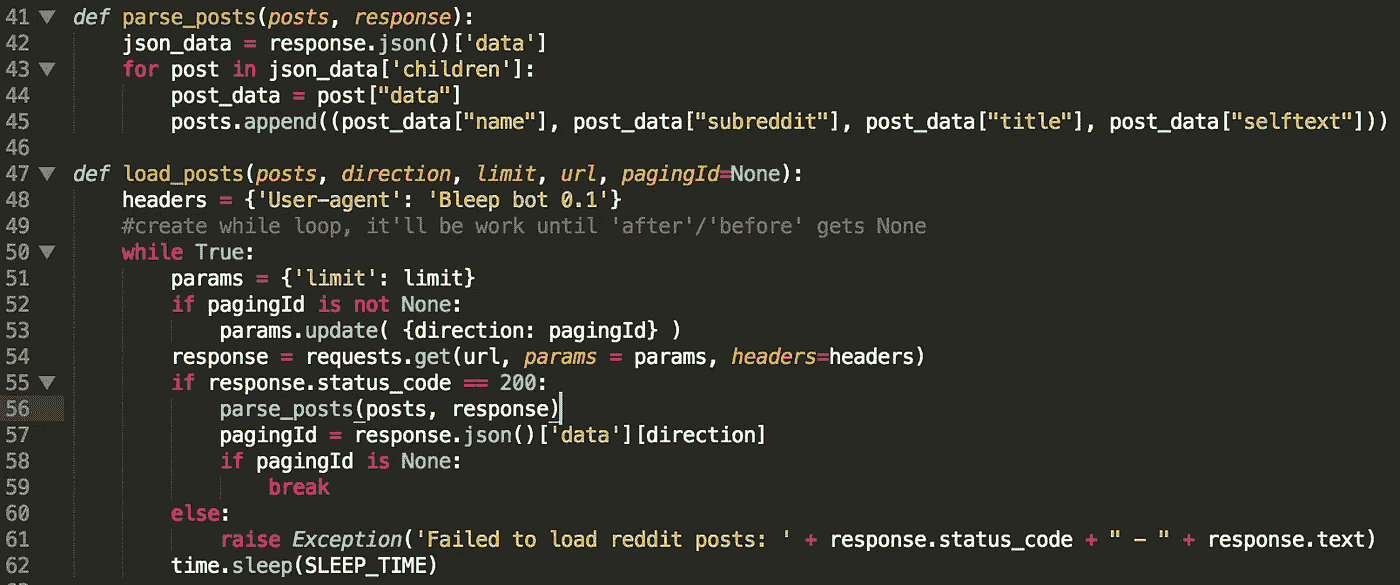 41 def parse_posts(posts, response):
42 json_data = response.json()['data']
43 for post in json_data['children']:
44 post_data = post["data"]
45 posts.append((post_data["name"], post_data["subreddit"], post_data["title"], post_data["selftext"]))
46
47 def load_posts(posts, direction, limit, url, pagingId=None):
48 headers = {'User-agent': 'Bleep bot 0.1'}
49 #create while loop, it'll be work until 'after'/'before' gets None
50 while True:
51 params = {'limit': limit}
52 if pagingId is not None:
53 params.update( {direction: pagingId} )
54 response = requests.get(url, params = params, headers=headers)
55 if response.status_code == 200:
56 parse_posts(posts, response)
57 pagingId = response.json()['data'][direction]
58 if pagingId is None:
59 break
60 else:
61 raise Exception('Failed to load reddit posts: ' + response.status_code + " - " + response.text)
62 time.sleep(SLEEP_TIME)